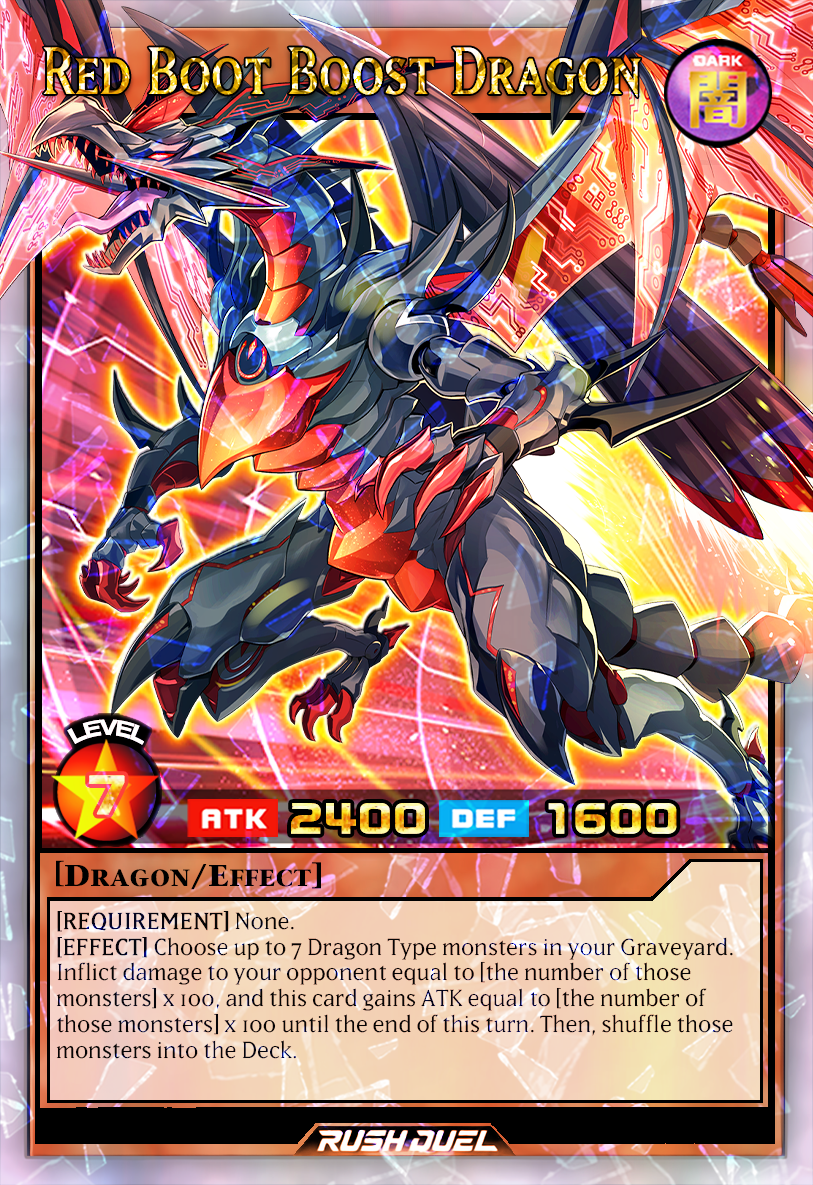 Red Boot Boost Dragon
DARK
闇
LEVEL
7
ATK 2400 DEF 1600
[Dragon/Effect]
[REQUIREMENT] None.
[EFFECT] Choose up to 7 Dragon Type monsters in your Graveyard.
Inflict damage to your opponent equal to [the number of those
monsters] x 100, and this card gains ATK equal to [the number of
those monsters] x 100 until the end of this turn. Then, shuffle those
monsters into the Deck.
RUSH DUEL